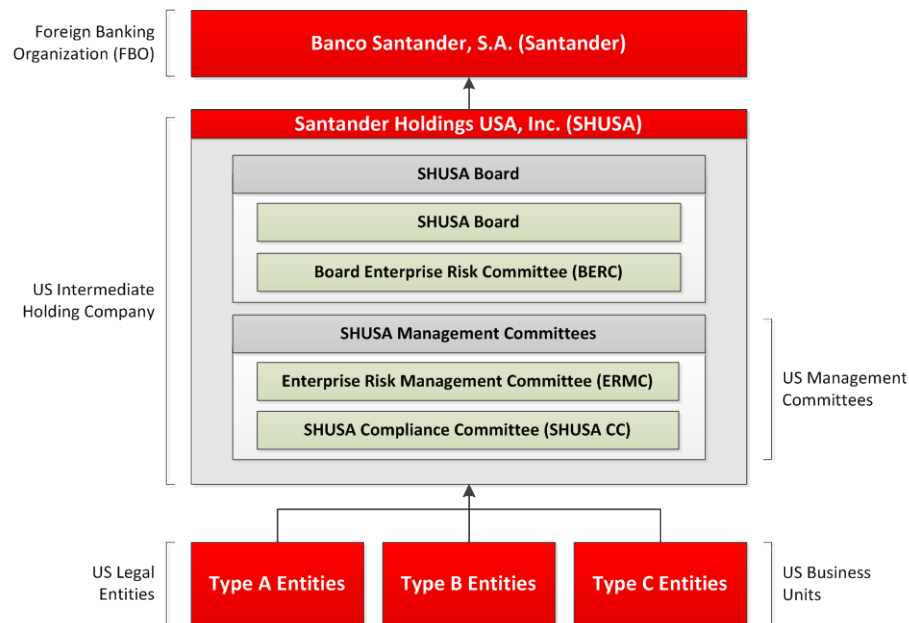 Foreign Banking
Organization (FBO)
Banco Santander, S.A. (Santander)
Santander Holdings USA, Inc. (SHUSA)
SHUSA Board
SHUSA Board
Board Enterprise Risk Committee (BERC)
US Intermediate
Holding Company
SHUSA Management Committees
Enterprise Risk Management Committee (ERMC)
SHUSA Compliance Committee (SHUSA CC)
US Management
Committees
US Legal
Entities
Type A Entities
Type B Entities
Type C Entities
US Business
Units